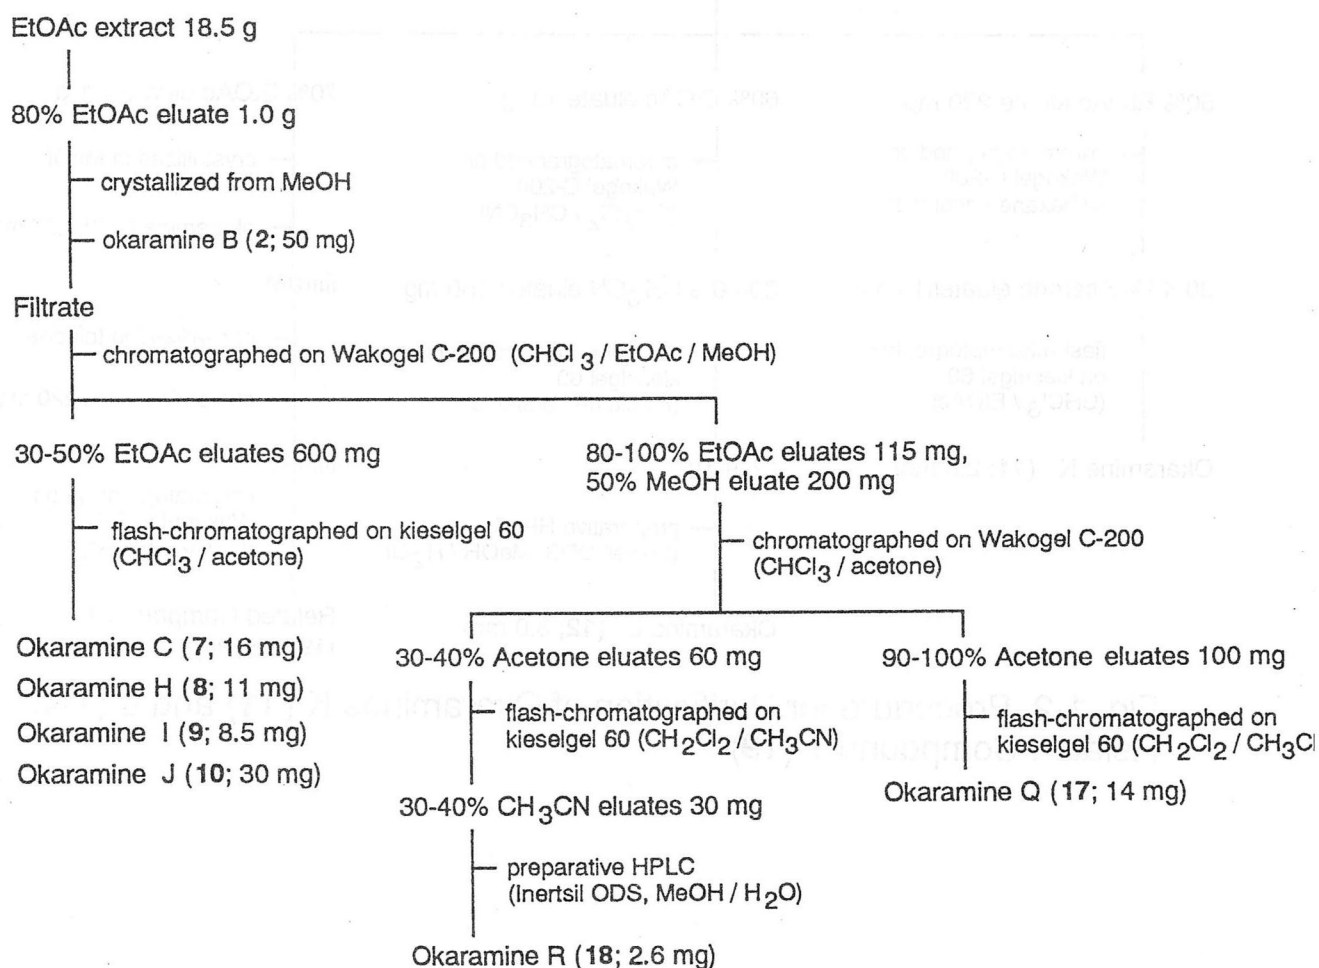 EtOAc extract 18.5 g
80% EtOAc eluate 1.0 g
crystallized from MeOH
okaramine B (2; 50 mg)
Filtrate
chromatographed on Wakogel C-200 (CHCl3 / EtOAc / MeOH)
30-50% EtOAc eluates 600 mg
80-100% EtOAc eluates 115 mg,
50% MeOH eluate 200 mg
flash-chromatographed on kieselgel 60
(CHCl3 / acetone)
chromatographed on Wakogel C-200
(CHCl3 / acetone)
Okaramine C (7; 16 mg)
Okaramine H (8; 11 mg)
Okaramine I (9; 8.5 mg)
Okaramine J (10; 30 mg)
30-40% Acetone eluates 60 mg
90-100% Acetone eluates 100 mg
flash-chromatographed on
kieselgel 60 (CH2Cl2 / CH3CN)
flash-chromatographed on
kieselgel 60 (CH2Cl2 / CH3Cl
30-40% CH3CN eluates 30 mg
Okaramine Q (17; 14 mg)
preparative HPLC
(Inertsil ODS, MeOH / H2O)
Okaramine R (18; 2.6 mg)